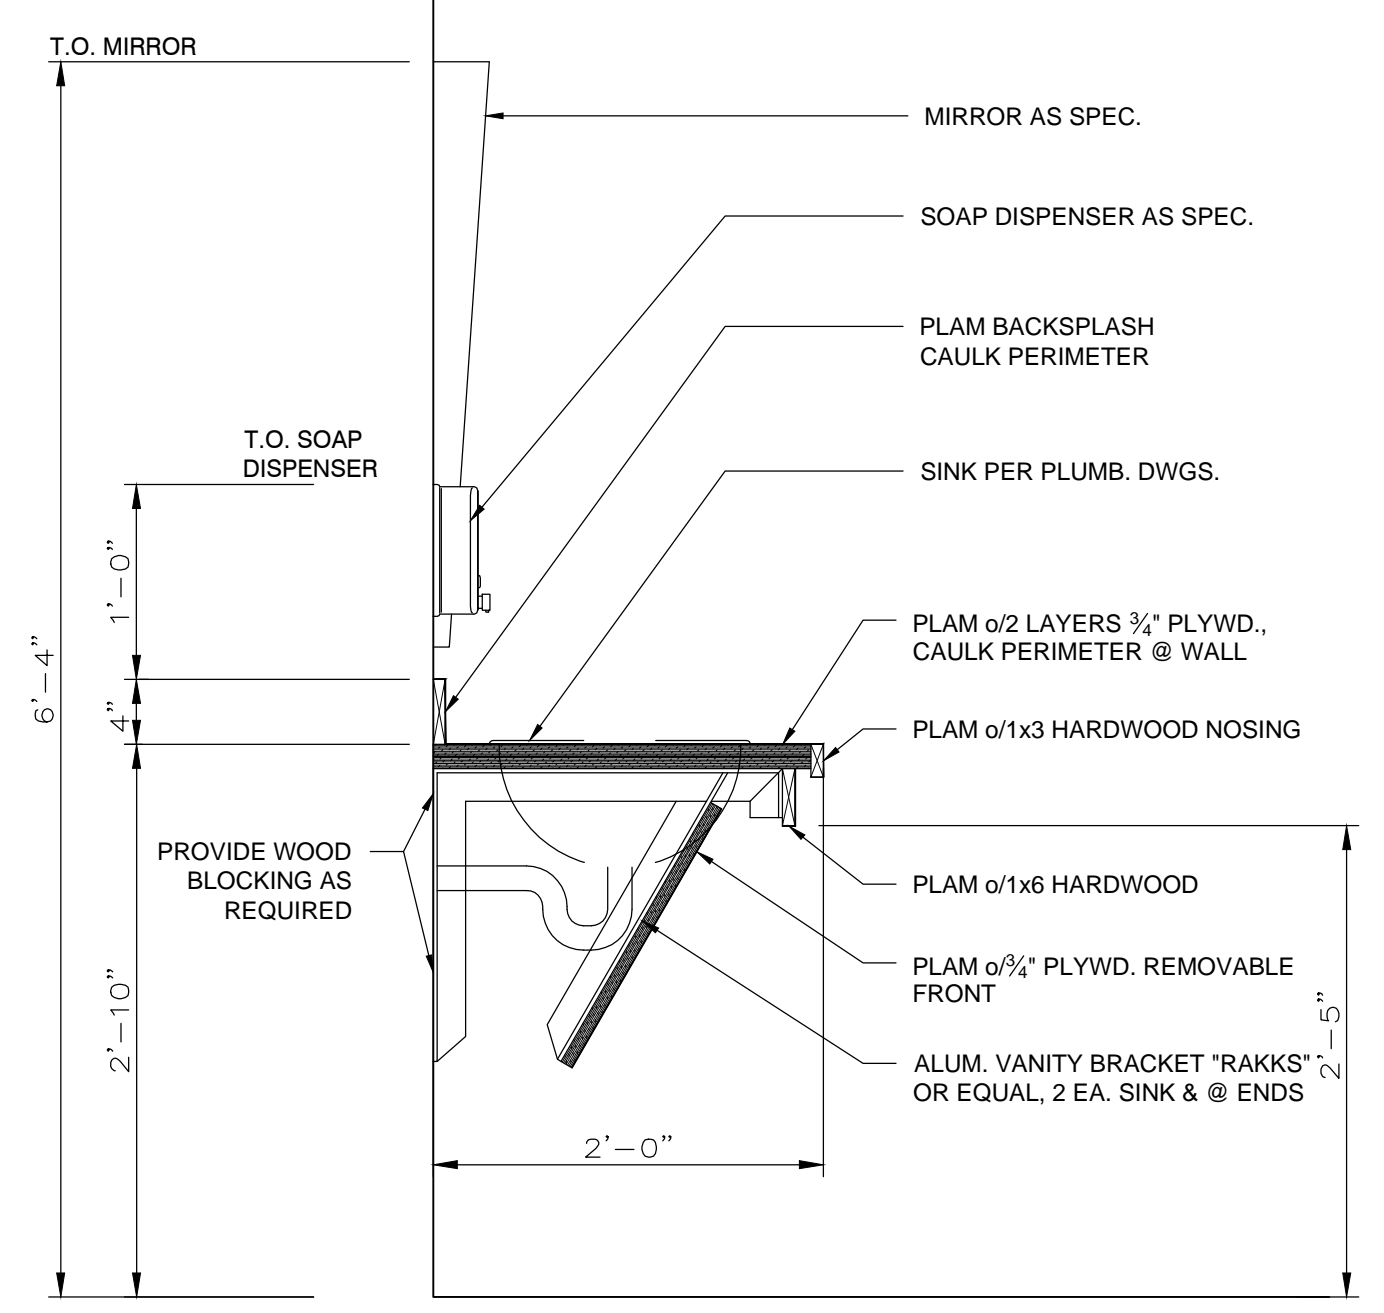 T.O. MIRROR
MIRROR AS SPEC.
SOAP DISPENSER AS SPEC.
PLAM BACKSPLASH
CAULK PERIMETER
T.O. SOAP
DISPENSER
SINK PER PLUMB. DWGS.
1'-0"
PLAM o/2 LAYERS ¾" PLYWD.,
CAULK PERIMETER @ WALL
6'-4"
4"
PLAM o/1x3 HARDWOOD NOSING
PROVIDE WOOD
BLOCKING AS
REQUIRED
PLAM o/1x6 HARDWOOD
PLAM o/¾" PLYWD. REMOVABLE
FRONT
2'-10"
2'-5"
ALUM. VANITY BRACKET "RAKKS"
OR EQUAL, 2 EA. SINK & @ ENDS
2'-0"